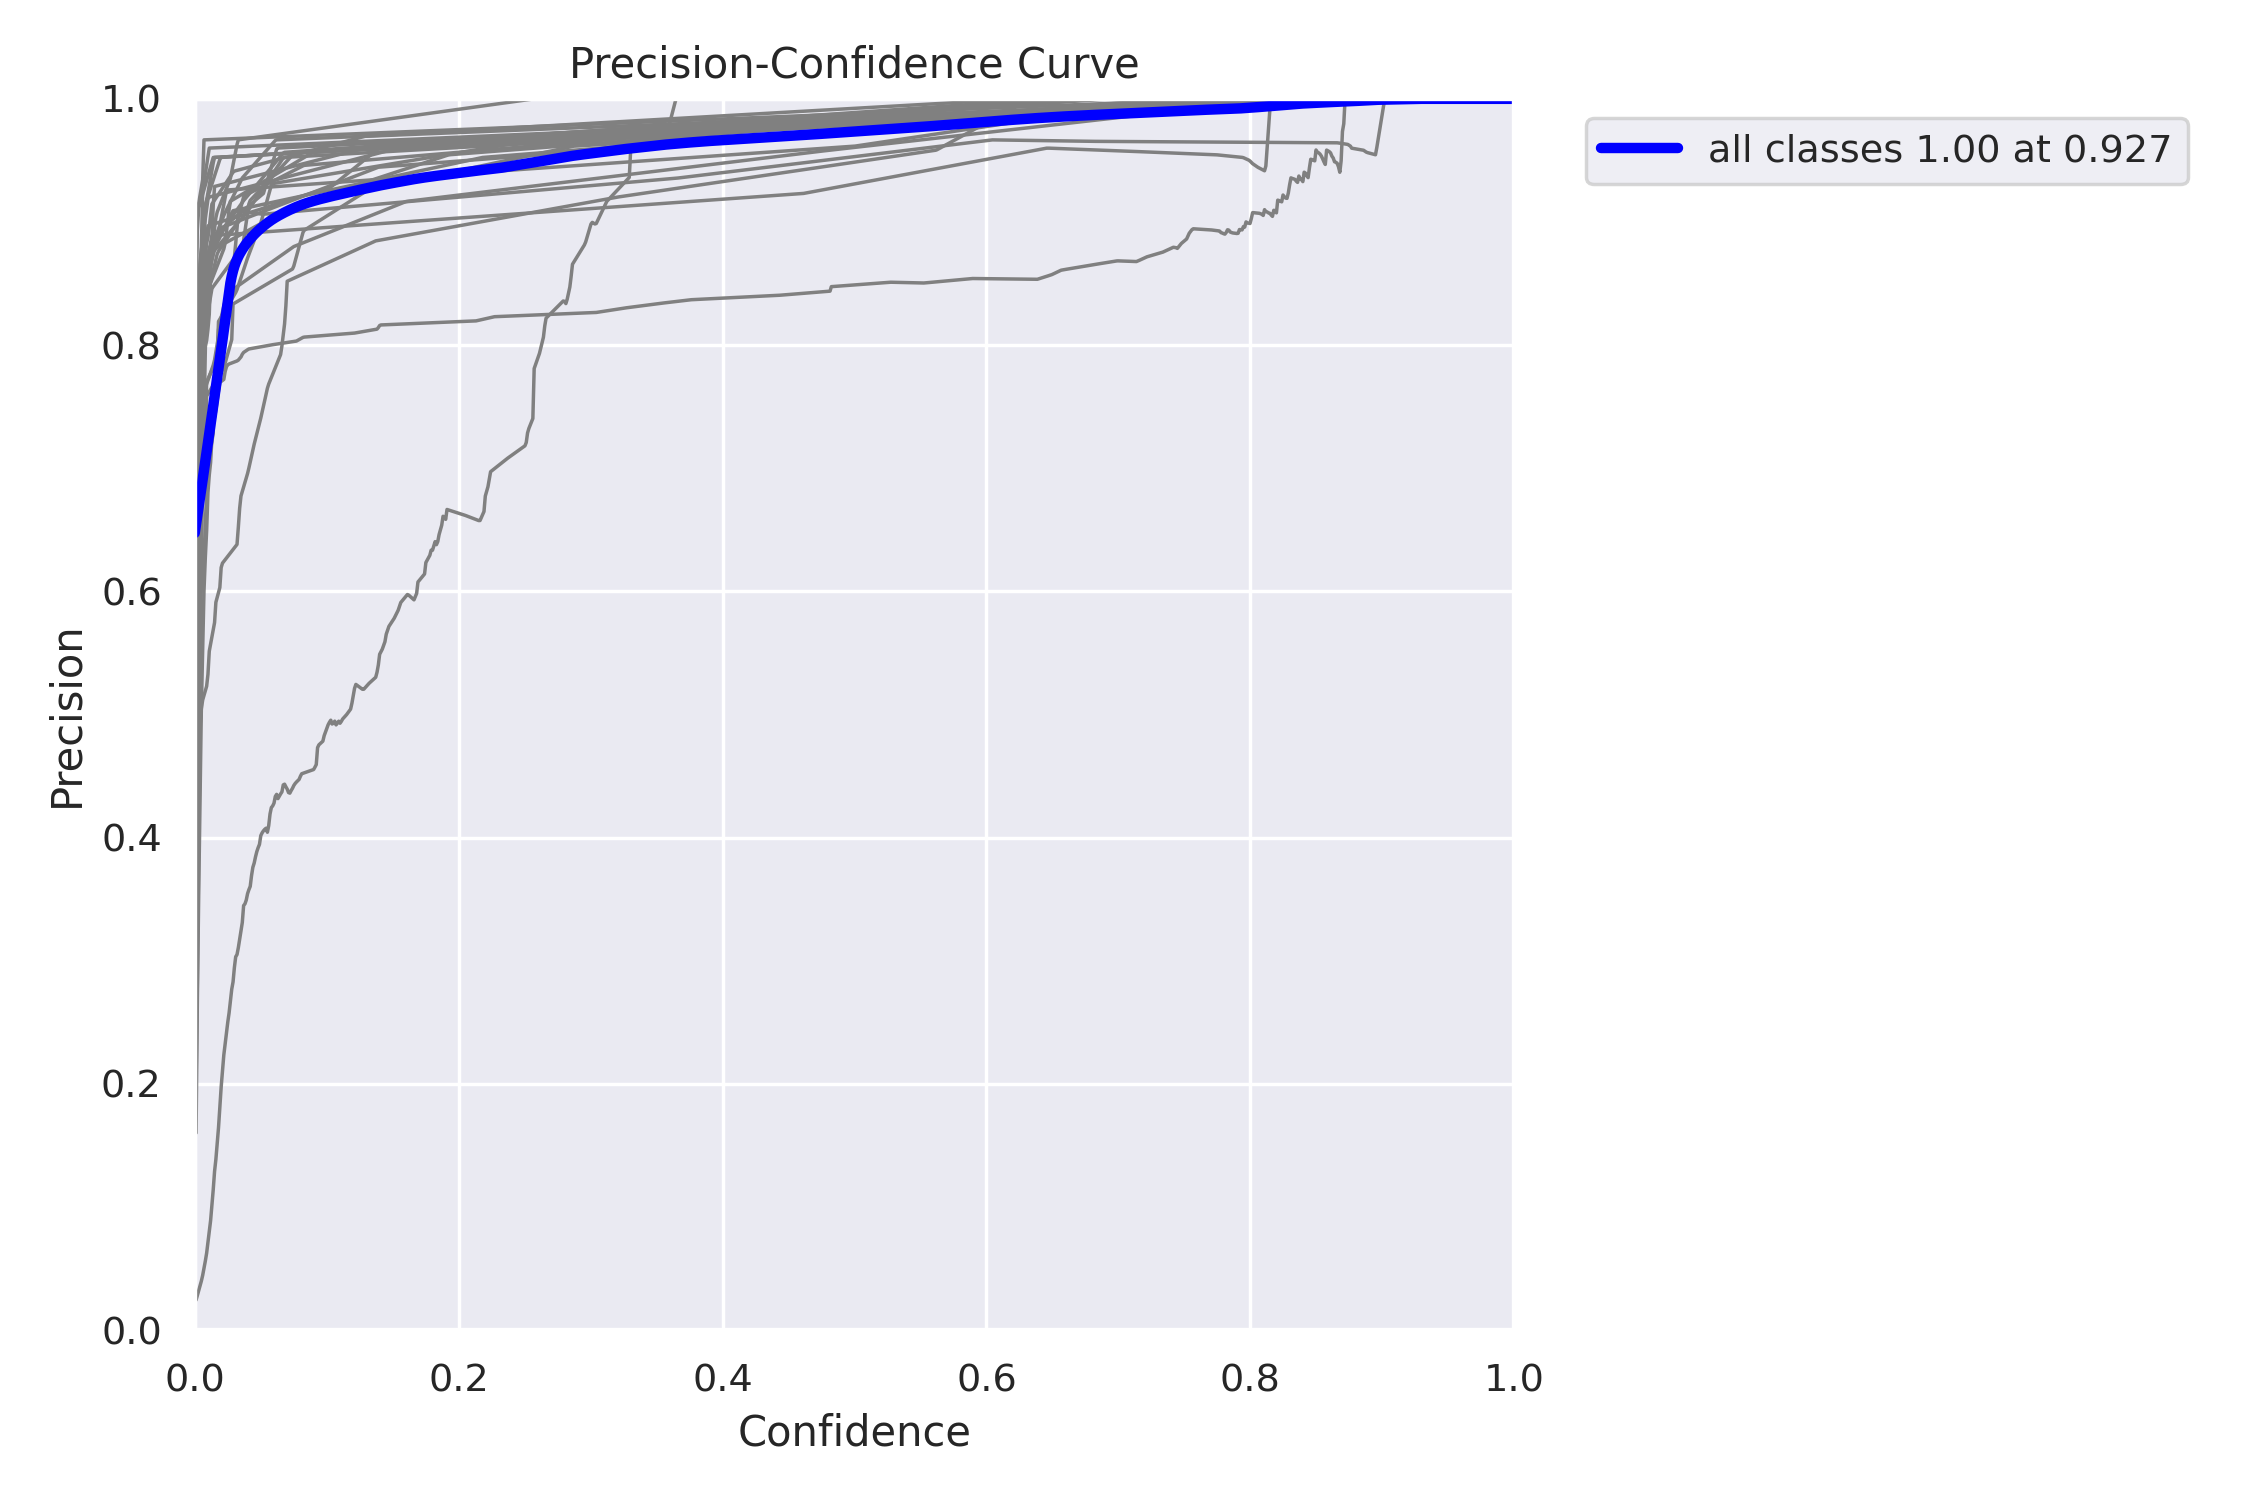 Precision-Confidence Curve
1.0
0.8
0.6
0.4
0.2
0.0
Precision
0.0 0.2 0.4 0.6 0.8 1.0
Confidence
all classes 1.00 at 0.927